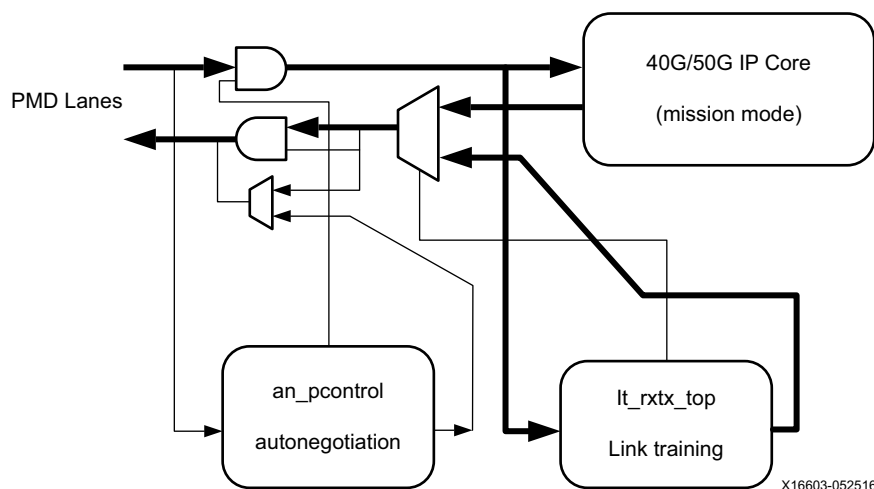 40G/50G IP Core
(mission mode)
PMD Lanes
an_pcontrol
autonegotiation
lt_rxtx_top
Link training
X16603-052516